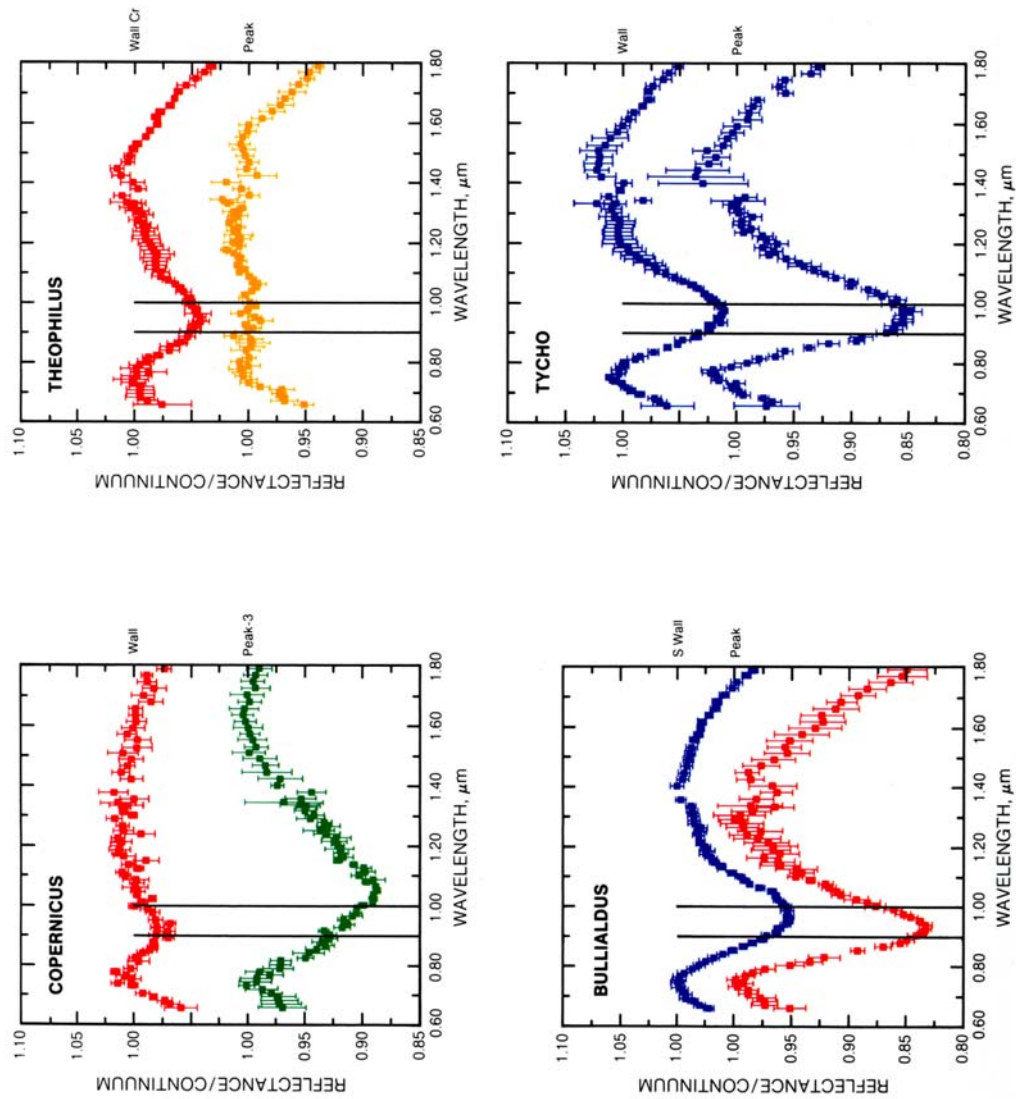 COPERNICUS
Wall
Peak-3
1.10
1.05
1.00
0.95
1.00
0.95
0.90
0.60 0.80 1.00 1.20 1.40 1.60 1.80
REFLECTANCE/CONTINUUM
WAVELENGTH, μm
THEOPHILUS
Wall Cr
Peak
1.10
1.05
1.00
0.95
1.00
0.95
0.90
0.85
0.60 0.80 1.00 1.20 1.40 1.60 1.80
REFLECTANCE/CONTINUUM
WAVELENGTH, μm
BULLIALDUS
S Wall
Peak
1.10
1.05
1.00
0.95
1.00
0.95
0.90
0.85
0.80
0.60 0.80 1.00 1.20 1.40 1.60 1.80
REFLECTANCE/CONTINUUM
WAVELENGTH, μm
TYCHO
Wall
Peak
1.10
1.05
1.00
0.95
1.00
0.95
0.90
0.85
0.80
0.60 0.80 1.00 1.20 1.40 1.60 1.80
REFLECTANCE/CONTINUUM
WAVELENGTH, μm